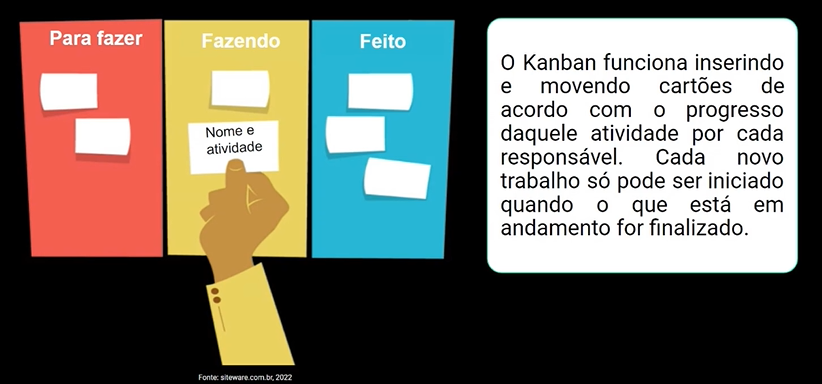 Para fazer
Fazendo
Feito
Nome e
atividade
O Kanban funciona inserindo
e movendo cartões de
acordo com o progresso
daquele atividade por cada
responsável. Cada novo
trabalho só pode ser iniciado
quando o que está em
andamento for finalizado.
Fonte: siteware.com.br, 2022